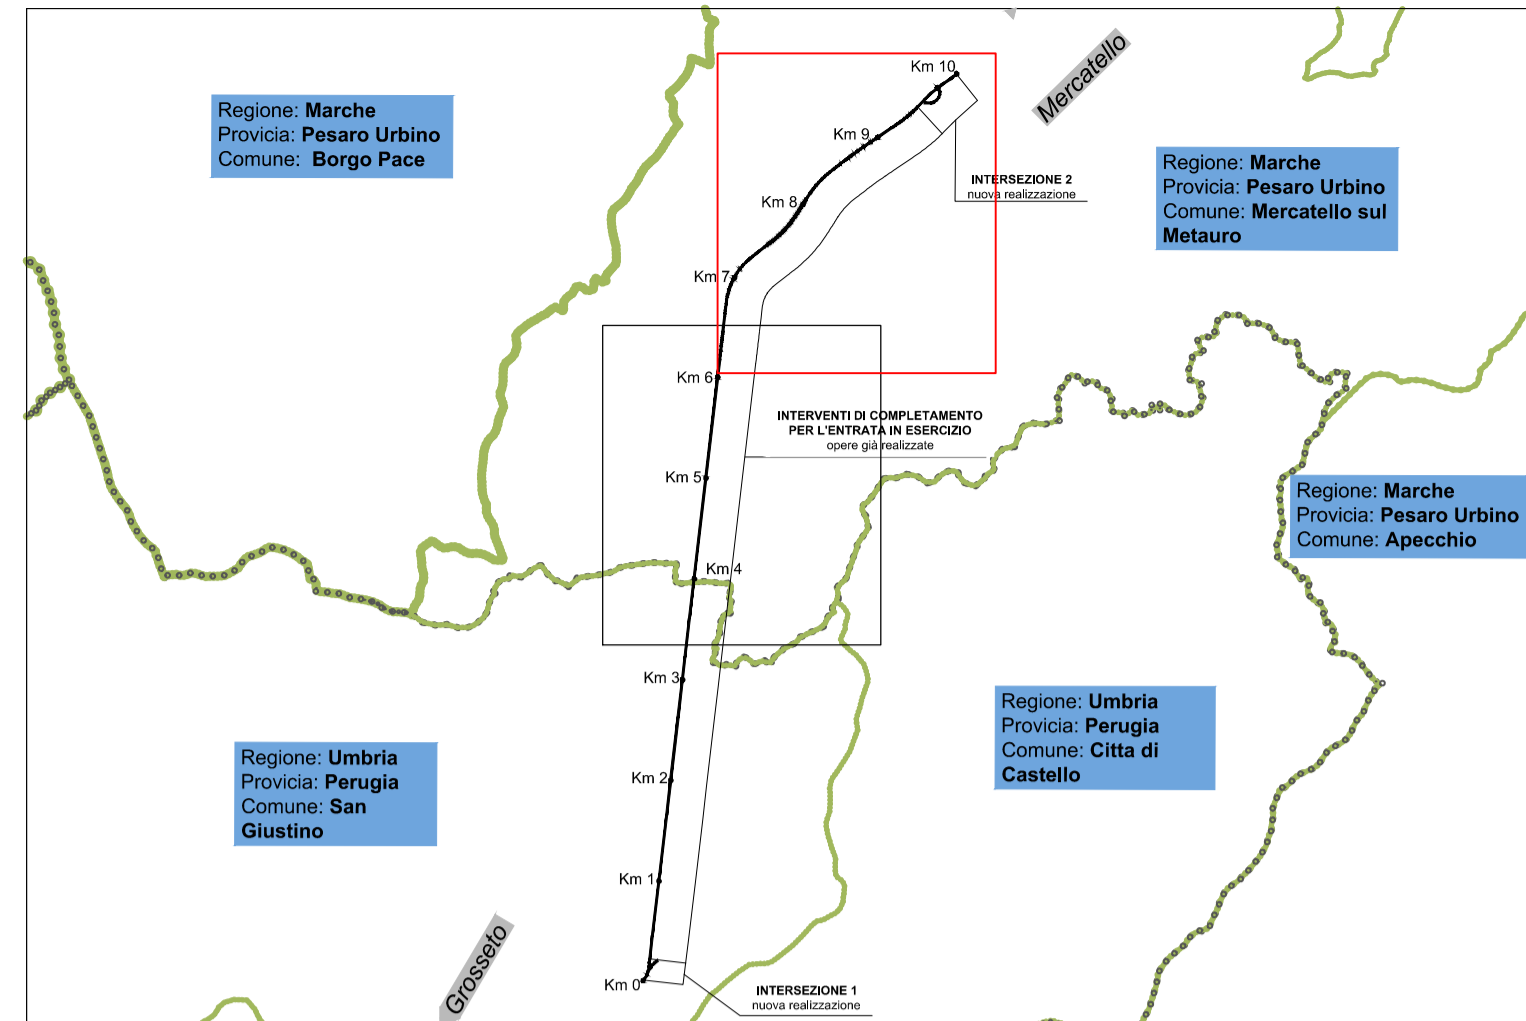 Km 10
Mercatello
Regione: Marche
Provicia: Pesaro Urbino
Comune: Borgo Pace
Km 9
Regione: Marche
Provicia: Pesaro Urbino
Comune: Mercatello sul
Metauro
INTERSEZIONE 2
nuova realizzazione
Km 8
Km 7
Km 6
INTERVENTI DI COMPLETAMENTO
PER L'ENTRATA IN ESERCIZIO
opere già realizzate
Km 5
Regione: Marche
Provicia: Pesaro Urbino
Comune: Apecchio
Km 4
Km 3
Regione: Umbria
Provicia: Perugia
Comune: Citta di
Castello
Regione: Umbria
Provicia: Perugia
Comune: San
Giustino
Km 2
Km 1
Grosseto
Km 0
INTERSEZIONE 1
nuova realizzazione